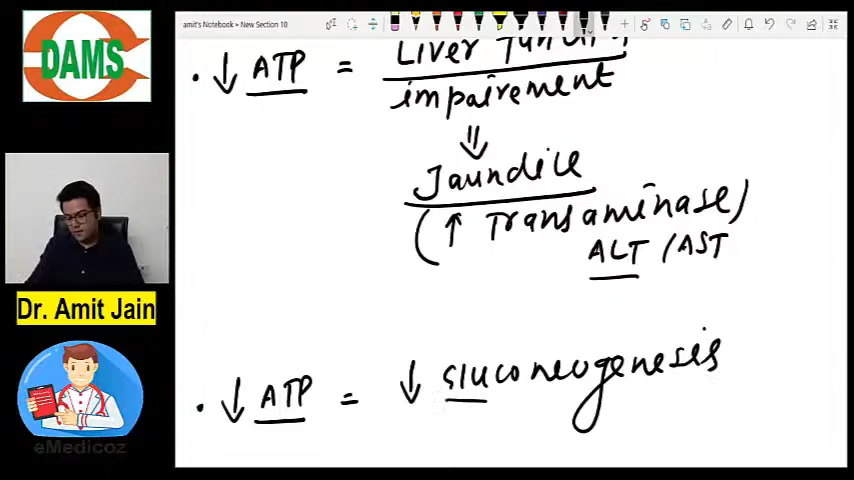 amit's Notebook > New Section 10
DAMS
• ↓ ATP = Liver
impairement
⇓
Jaundice
(↑ Transaminase)
ALT / AST
Dr. Amit Jain
• ↓ ATP = ↓ Gluconeogenesis
eMedicoz